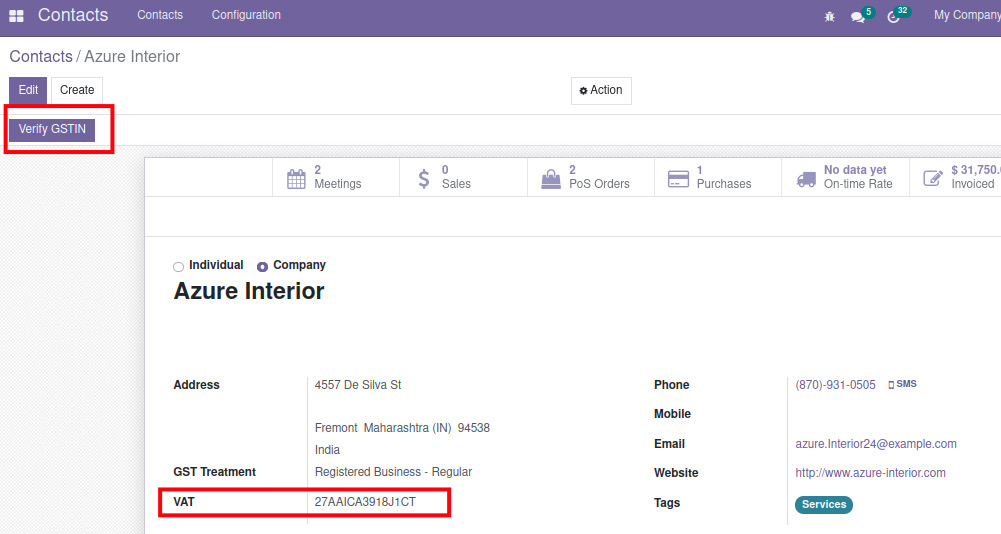 Contacts Contacts Configuration 5 32 My Company
Contacts / Azure Interior
Edit Create Action
Verify GSTIN
2 Meetings 0 Sales 2 PoS Orders 1 Purchases No data yet On-time Rate $ 31,750. Invoiced
Individual Company
Azure Interior
Address 4557 De Silva St Phone (870)-931-0505 SMS
Mobile
Fremont Maharashtra (IN) 94538 Email azure.Interior24@example.com
India
GST Treatment Registered Business - Regular Website http://www.azure-interior.com
VAT 27AAICA3918J1CT Tags Services